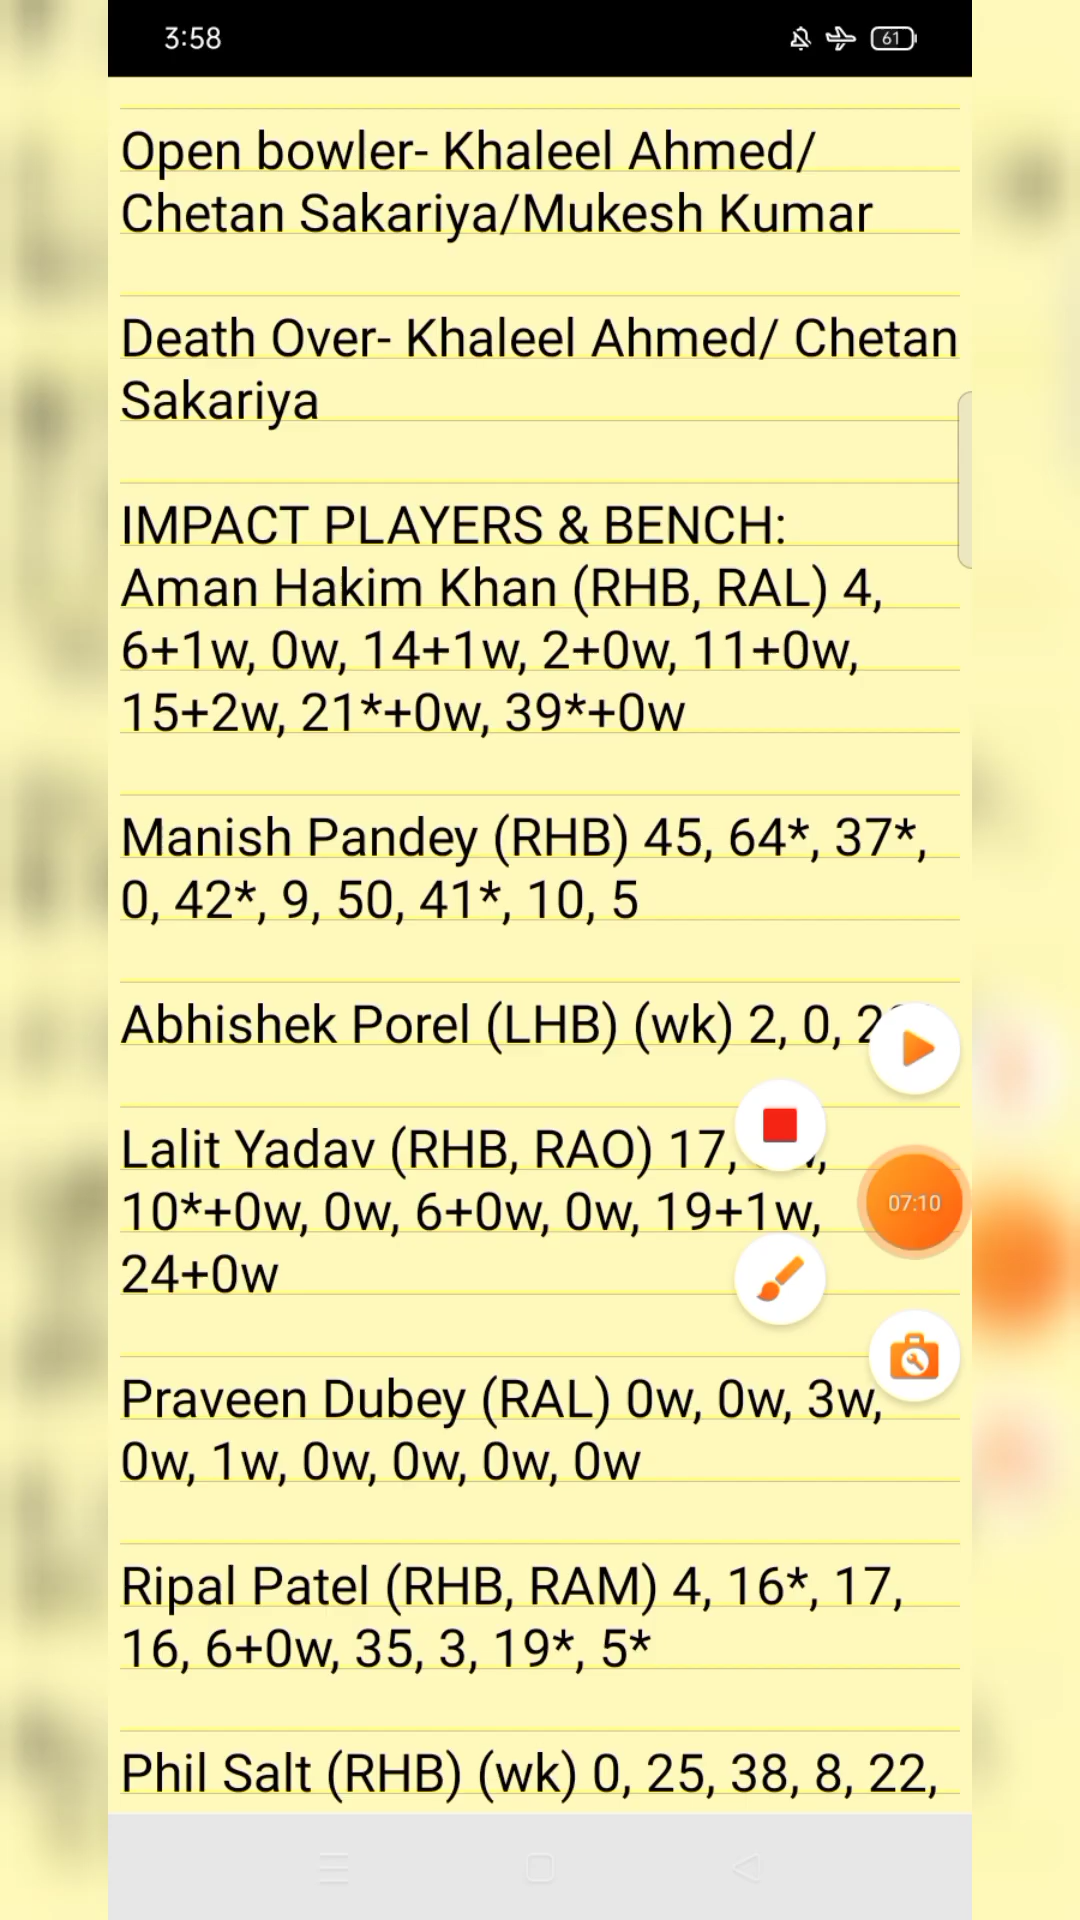 3:58
61
Open bowler- Khaleel Ahmed/
Chetan Sakariya/Mukesh Kumar
Death Over- Khaleel Ahmed/ Chetan
Sakariya
IMPACT PLAYERS & BENCH:
Aman Hakim Khan (RHB, RAL) 4,
6+1w, 0w, 14+1w, 2+0w, 11+0w,
15+2w, 21*+0w, 39*+0w
Manish Pandey (RHB) 45, 64*, 37*,
0, 42*, 9, 50, 41*, 10, 5
Abhishek Porel (LHB) (wk) 2, 0,
Lalit Yadav (RHB, RAO) 17,
10*+0w, 0w, 6+0w, 0w, 19+1w,
07:10
24+0w
Praveen Dubey (RAL) 0w, 0w, 3w,
0w, 1w, 0w, 0w, 0w, 0w
Ripal Patel (RHB, RAM) 4, 16*, 17,
16, 6+0w, 35, 3, 19*, 5*
Phil Salt (RHB) (wk) 0, 25, 38, 8, 22,